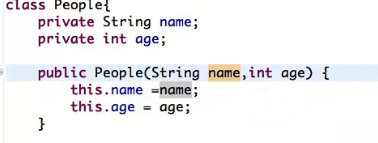 class People{
private String name;
private int age;
public People(String name,int age) {
this.name =name;
this.age = age;
}